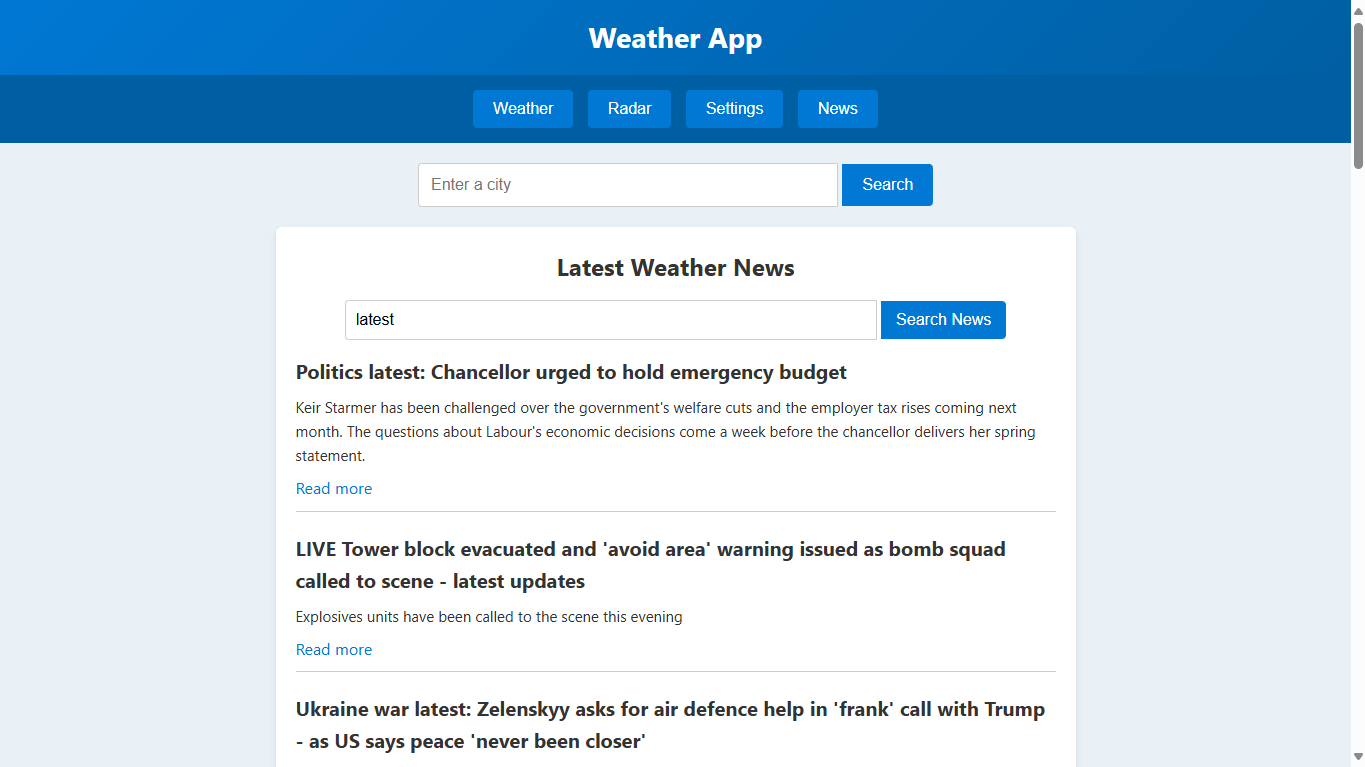 Weather App
Weather Radar Settings News
Enter a city Search
Latest Weather News
latest Search News
Politics latest: Chancellor urged to hold emergency budget
Keir Starmer has been challenged over the government's welfare cuts and the employer tax rises coming next
month. The questions about Labour's economic decisions come a week before the chancellor delivers her spring
statement.
Read more
LIVE Tower block evacuated and 'avoid area' warning issued as bomb squad
called to scene - latest updates
Explosives units have been called to the scene this evening
Read more
Ukraine war latest: Zelenskyy asks for air defence help in 'frank' call with Trump
- as US says peace 'never been closer'